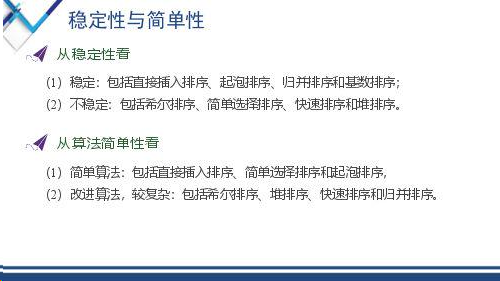 稳定性与简单性
从稳定性看
(1) 稳定：包括直接插入排序、起泡排序、归并排序和基数排序；
(2) 不稳定：包括希尔排序、简单选择排序、快速排序和堆排序。
从算法简单性看
(1) 简单算法：包括直接插入排序、简单选择排序和起泡排序，
(2) 改进算法，较复杂：包括希尔排序、堆排序、快速排序和归并排序。